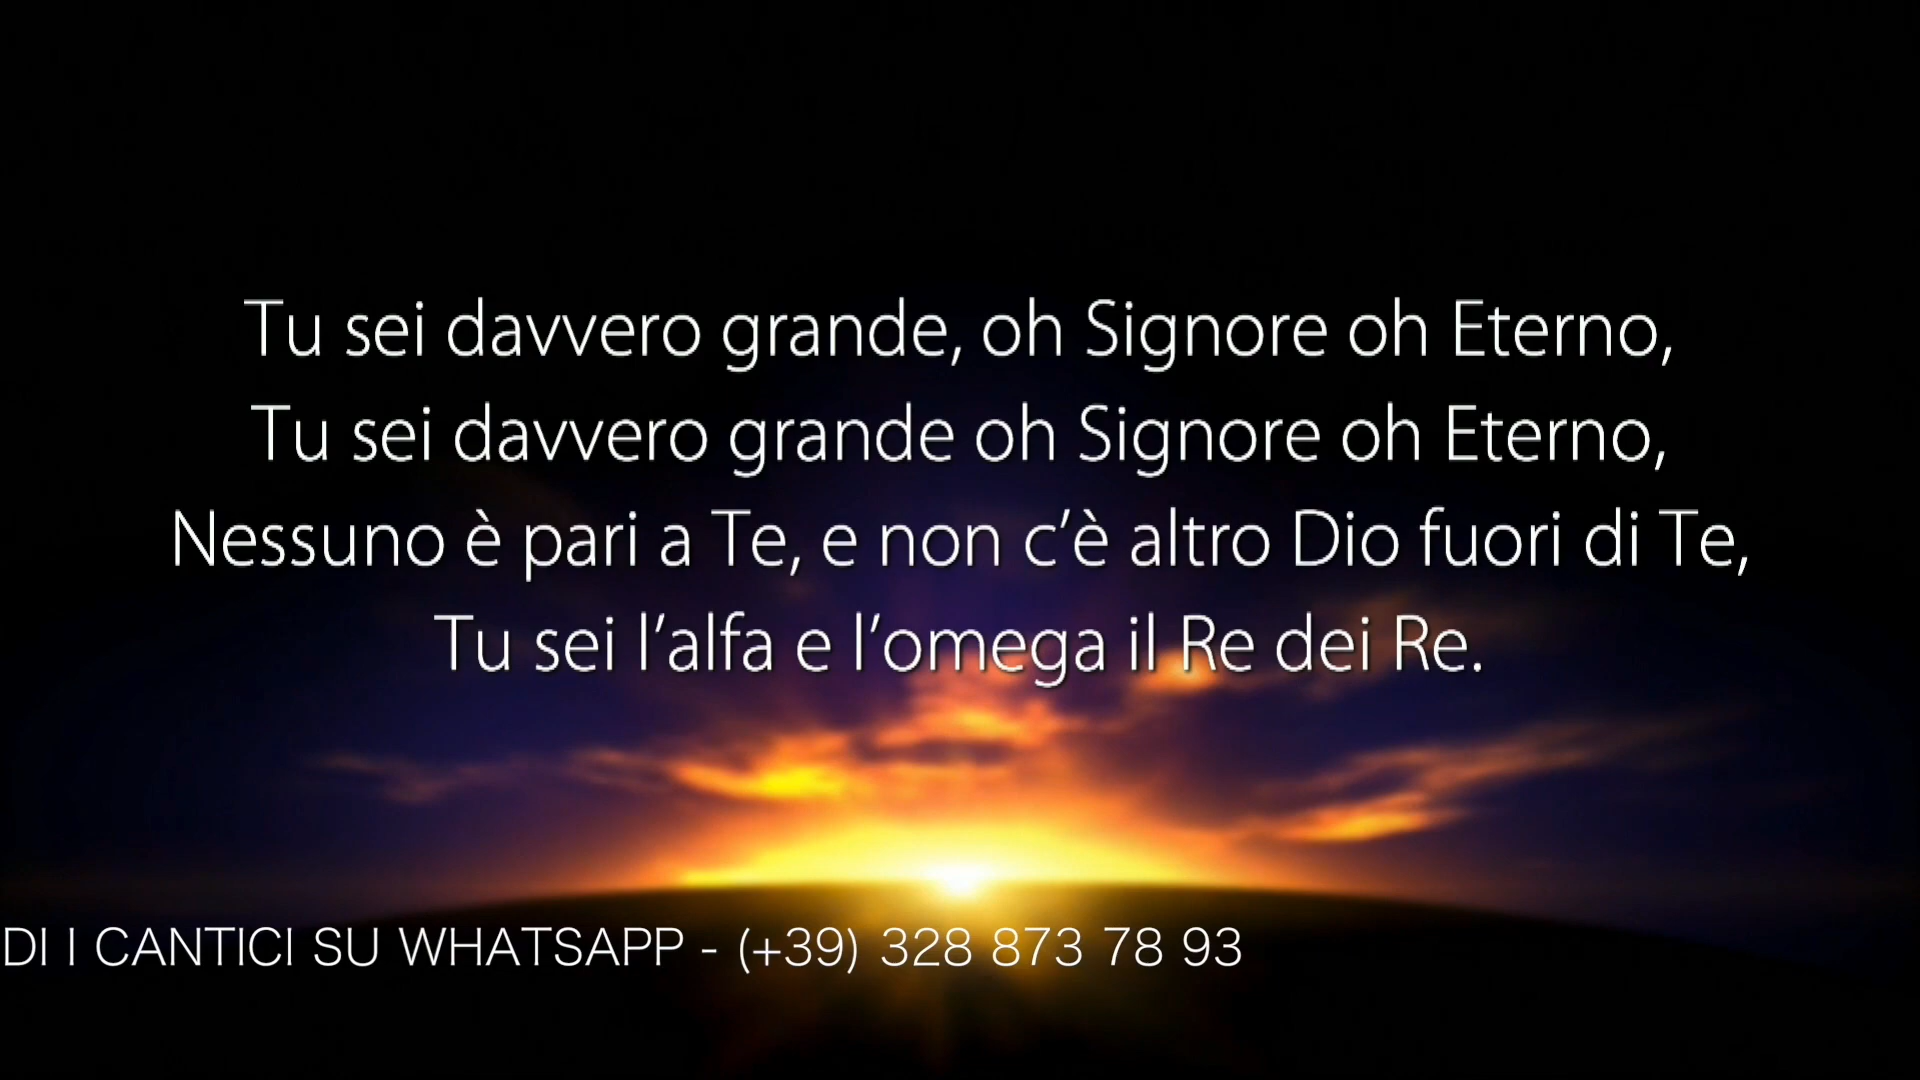 Tu sei davvero grande, oh Signore oh Eterno,
Tu sei davvero grande oh Signore oh Eterno,
Nessuno è pari a Te, e non c’è altro Dio fuori di Te,
Tu sei l’alfa e l’omega il Re dei Re.
DI I CANTICI SU WHATSAPP - (+39) 328 873 78 93